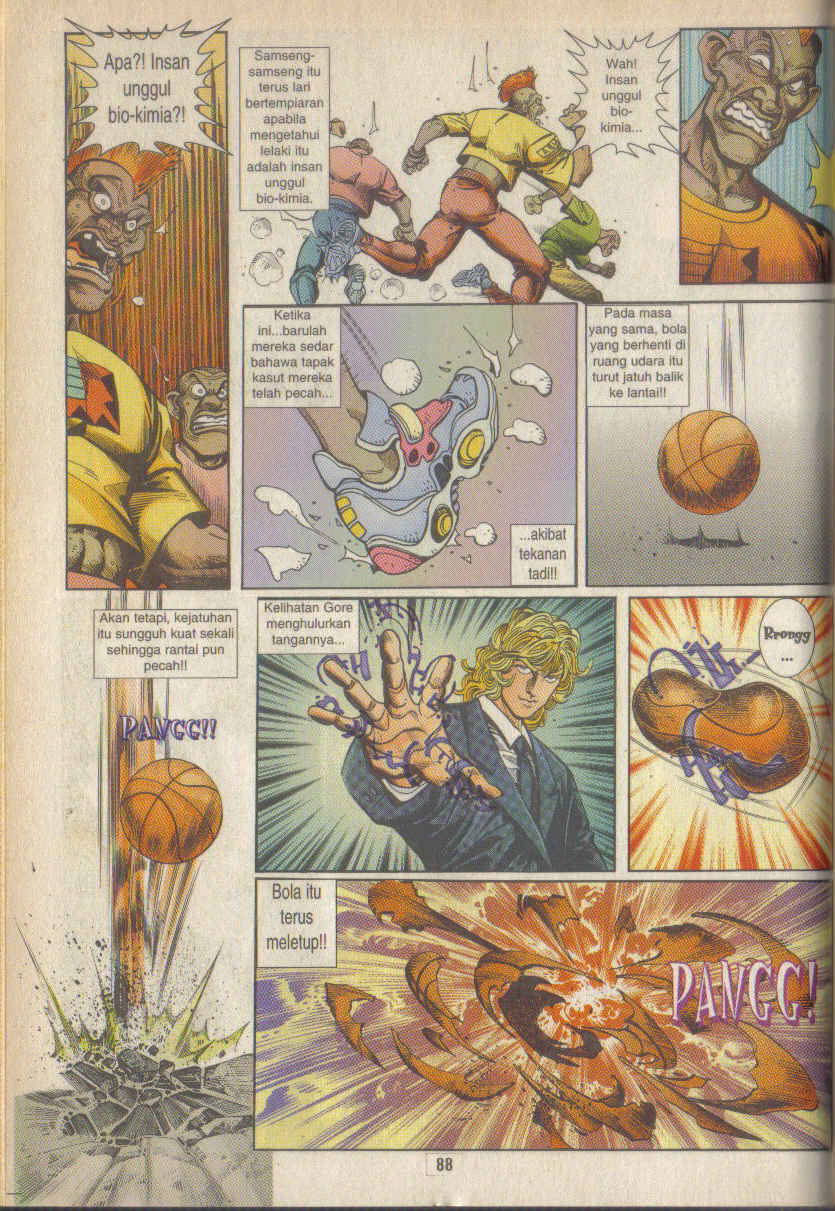 Apa?! Insan
unggul
bio-kimia?!
Samseng-
samseng itu
terus lari
bertempiaran
apabila
mengetahui
lelaki itu
adalah insan
unggul
bio-kimia.
Wah!
Insan
unggul
bio-
kimia...
Ketika
ini...barulah
mereka sedar
bahawa tapak
kasut mereka
telah pecah...
...akibat
tekanan
tadi!!
Pada masa
yang sama, bola
yang berhenti di
ruang udara itu
turut jatuh balik
ke lantai!!
Akan tetapi, kejatuhan
itu sungguh kuat sekali
sehingga rantai pun
pecah!!
PANGG!!
Kelihatan Gore
menghulurkan
tangannya...
Rrongg
...
Bola itu
terus
meletup!!
PANGG!
88